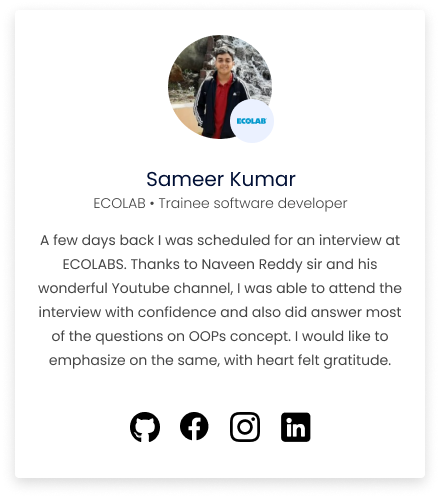 ECOLAB
Sameer Kumar
ECOLAB • Trainee software developer
A few days back I was scheduled for an interview at
ECOLABS. Thanks to Naveen Reddy sir and his
wonderful Youtube channel, I was able to attend the
interview with confidence and also did answer most
of the questions on OOPs concept. I would like to
emphasize on the same, with heart felt gratitude.
in